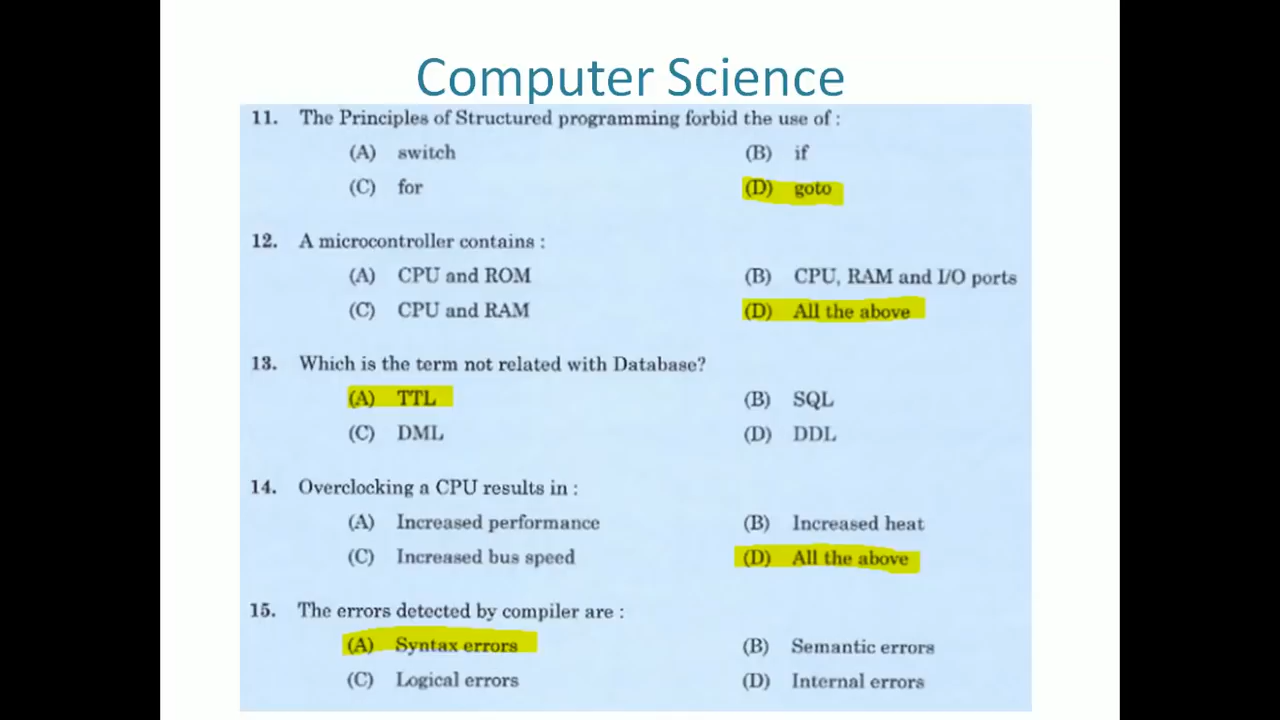 Computer Science
11. The Principles of Structured programming forbid the use of :
(A) switch (B) if
(C) for (D) goto
12. A microcontroller contains :
(A) CPU and ROM (B) CPU, RAM and I/O ports
(C) CPU and RAM (D) All the above
13. Which is the term not related with Database?
(A) TTL (B) SQL
(C) DML (D) DDL
14. Overclocking a CPU results in :
(A) Increased performance (B) Increased heat
(C) Increased bus speed (D) All the above
15. The errors detected by compiler are :
(A) Syntax errors (B) Semantic errors
(C) Logical errors (D) Internal errors